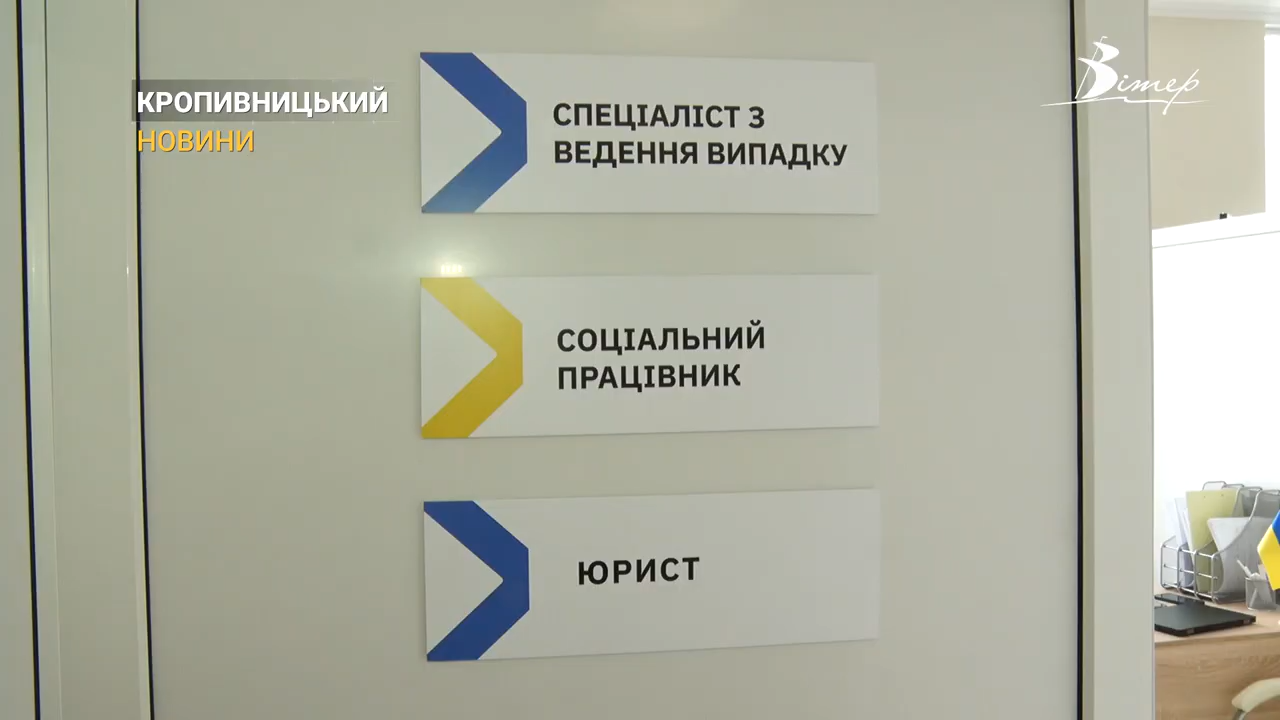 КРОПИВНИЦЬКИЙ
НОВИНИ
Вітер
СПЕЦІАЛІСТ З
ВЕДЕННЯ ВИПАДКУ
СОЦІАЛЬНИЙ
ПРАЦІВНИК
ЮРИСТ